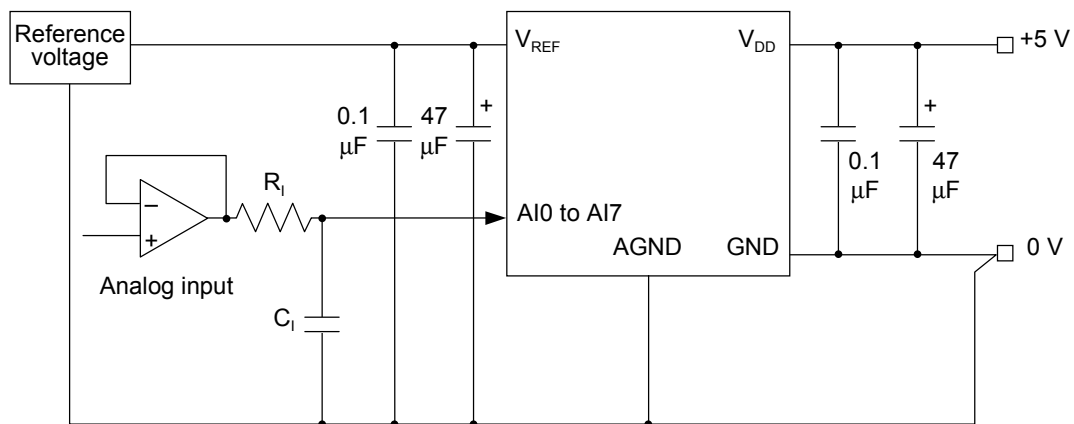 Reference
voltage
V_REF
V_DD
+5 V
0.1
μF
47
μF
+
0.1
μF
+
47
μF
R_I
−
+
AI0 to AI7
AGND
GND
0 V
Analog input
C_I